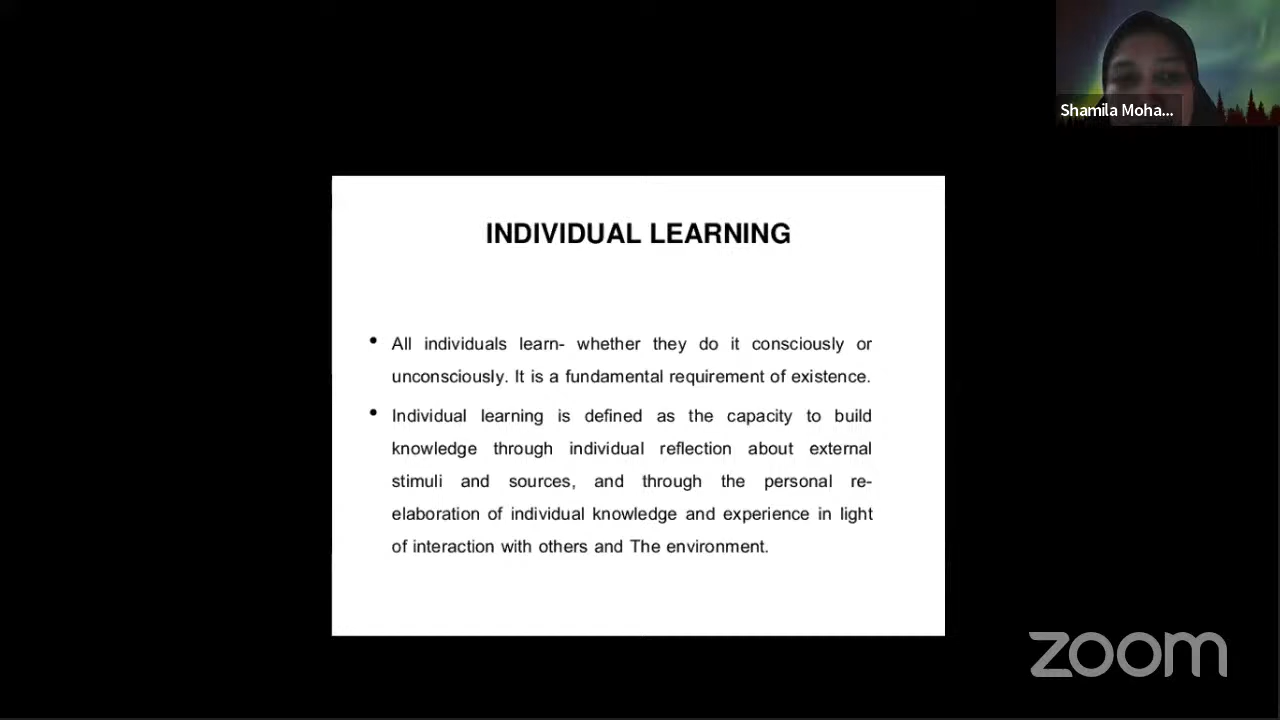 Shamila Moha...
INDIVIDUAL LEARNING
• All individuals learn- whether they do it consciously or
unconsciously. It is a fundamental requirement of existence.
• Individual learning is defined as the capacity to build
knowledge through individual reflection about external
stimuli and sources, and through the personal re-
elaboration of individual knowledge and experience in light
of interaction with others and The environment.
zoom